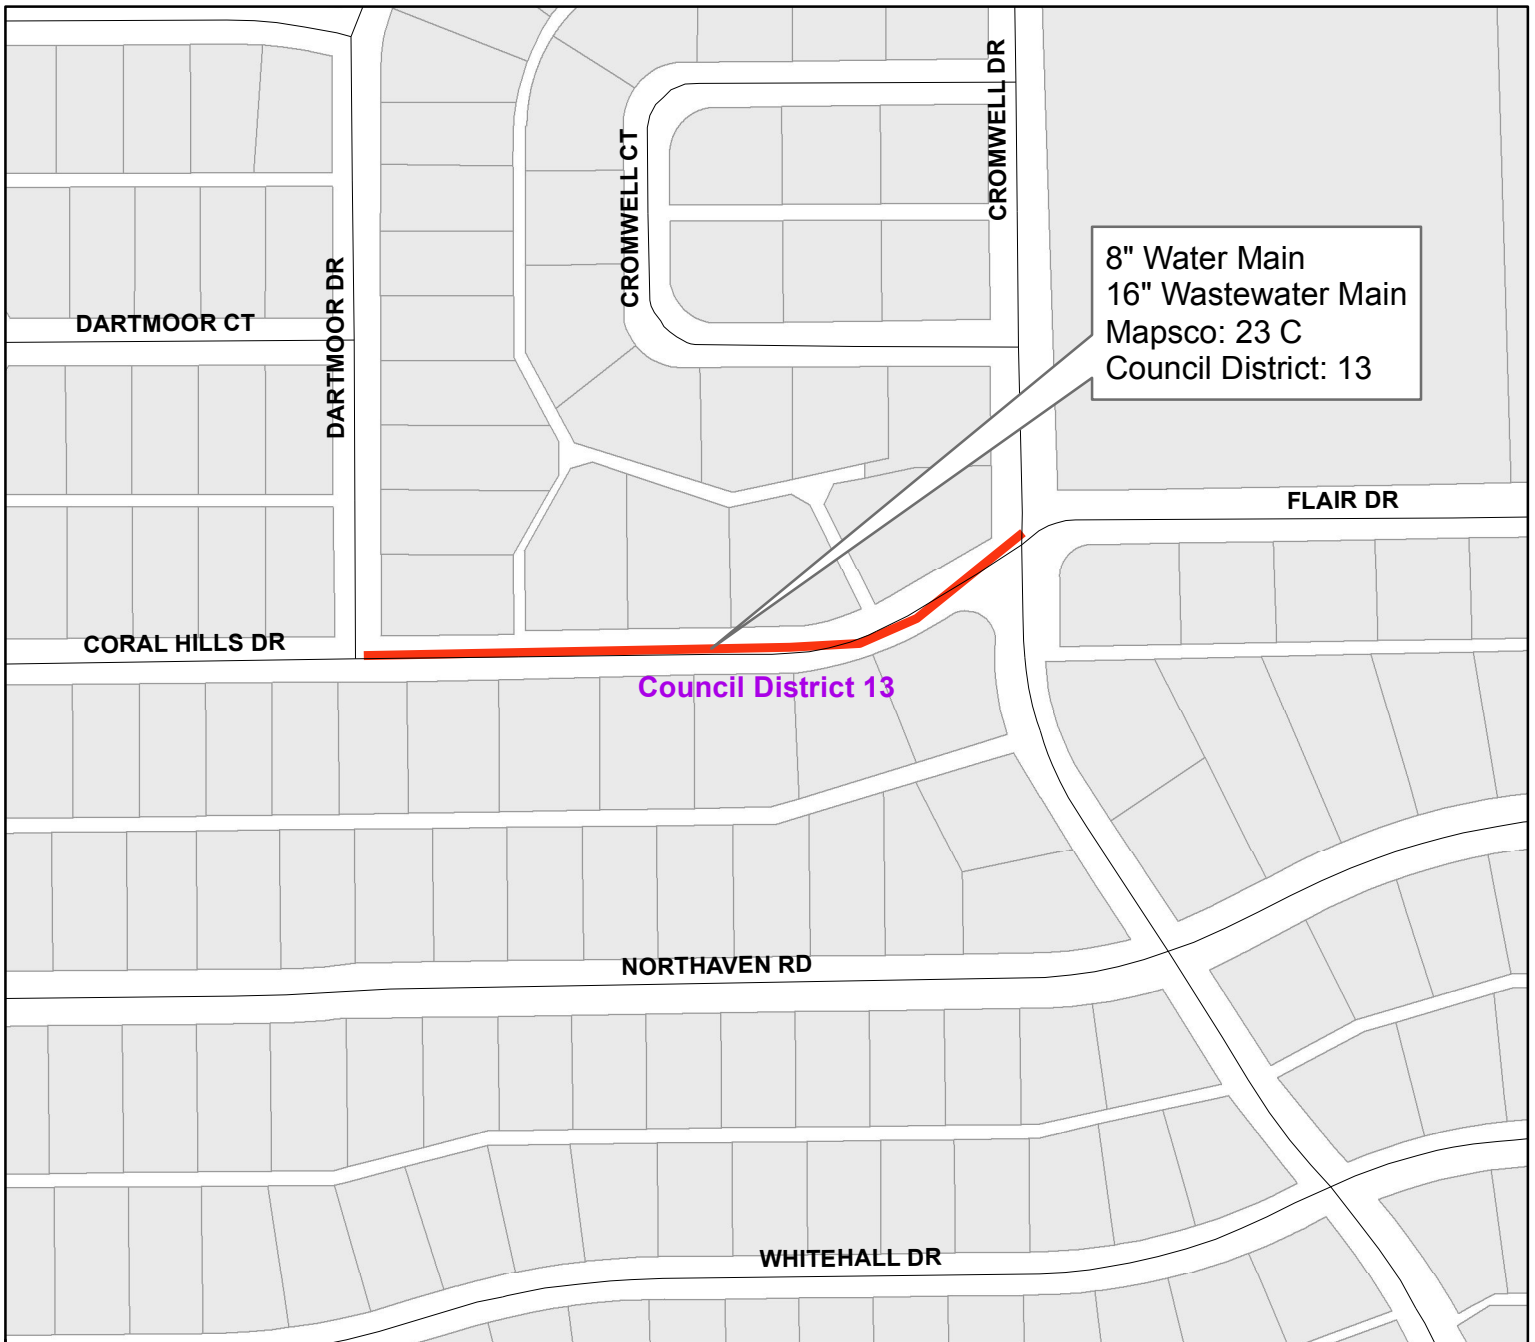 CROMWELL DR
CROMWELL CT
8" Water Main
16" Wastewater Main
Mapsco: 23 C
Council District: 13
DARTMOOR DR
DARTMOOR CT
FLAIR DR
CORAL HILLS DR
Council District 13
NORTHAVEN RD
WHITEHALL DR